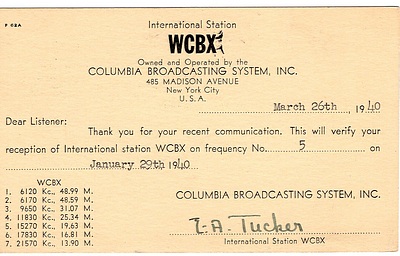 F 02A
International Station
WCBX
Owned and Operated by the
COLUMBIA BROADCASTING SYSTEM, INC.
485 MADISON AVENUE
New York City
U.S.A.
March 26th, 1940
Dear Listener:
Thank you for your recent communication. This will verify your
reception of International station WCBX on frequency No. 5 on
January 29th 1940
WCBX
1. 6120 Kc., 48.99 M.
2. 6170 Kc., 48.59 M.
3. 9650 Kc., 31.07 M.
4. 11830 Kc., 25.34 M.
5. 15270 Kc., 19.63 M.
6. 17830 Kc., 16.81 M.
7. 21570 Kc., 13.90 M.
COLUMBIA BROADCASTING SYSTEM, INC.
E.A. Tucker
International Station WCBX